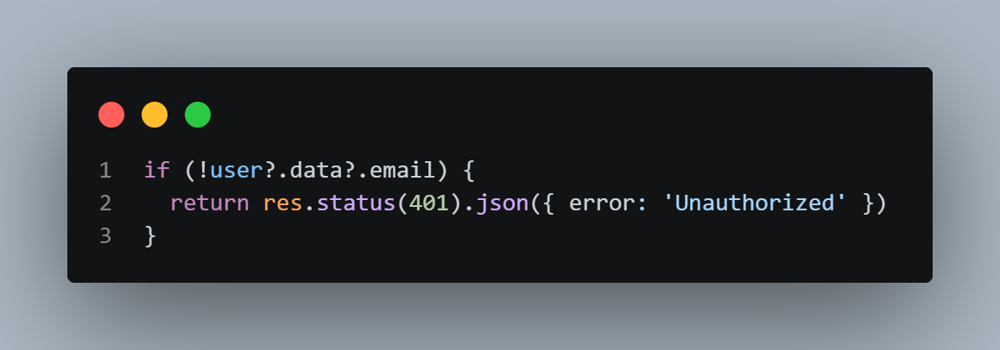 1 if (!user?.data?.email) {
2   return res.status(401).json({ error: 'Unauthorized' })
3 }